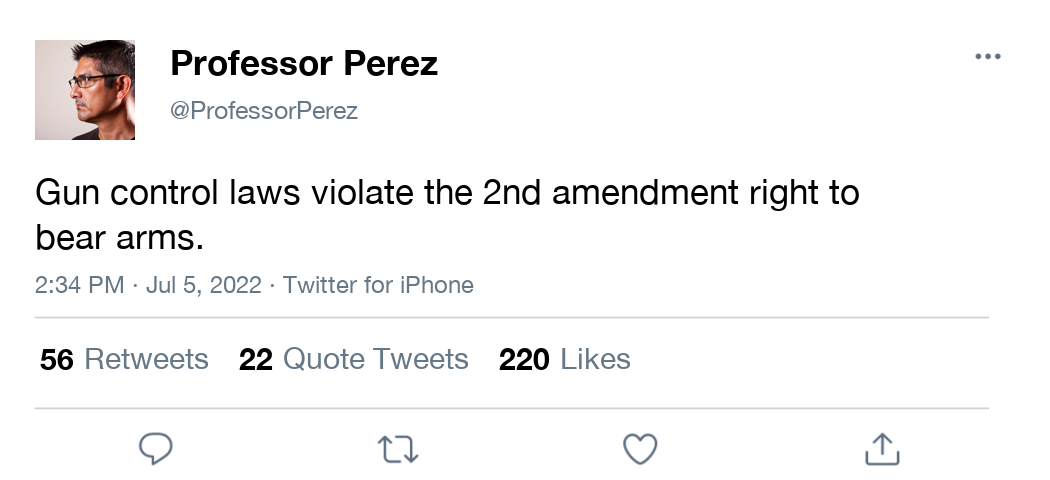 Professor Perez
@ProfessorPerez
Gun control laws violate the 2nd amendment right to
bear arms.
2:34 PM · Jul 5, 2022 · Twitter for iPhone
56 Retweets 22 Quote Tweets 220 Likes